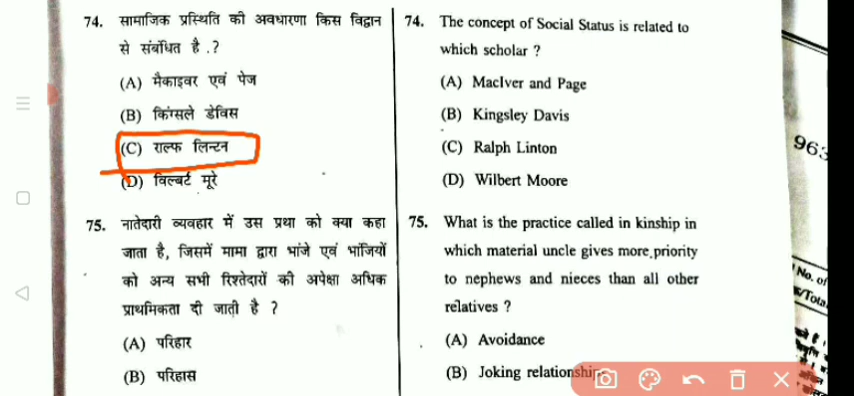 74. सामाजिक प्रस्थिति की अवधारणा किस विद्वान
से संबंधित है .?
(A) मैकाइवर एवं पेज
(B) किंग्सले डेविस
(C) राल्फ लिन्टन
(D) विल्बर्ट मूरे
75. नातेदारी व्यवहार में उस प्रथा को क्या कहा
जाता है, जिसमें मामा द्वारा भांजे एवं भांजियों
को अन्य सभी रिश्तेदारों की अपेक्षा अधिक
प्राथमिकता दी जाती है ?
(A) परिहार
(B) परिहास
74. The concept of Social Status is related to
which scholar ?
(A) MacIver and Page
(B) Kingsley Davis
(C) Ralph Linton
(D) Wilbert Moore
75. What is the practice called in kinship in
which material uncle gives more priority
to nephews and nieces than all other
relatives ?
(A) Avoidance
(B) Joking relationship
963
No. of